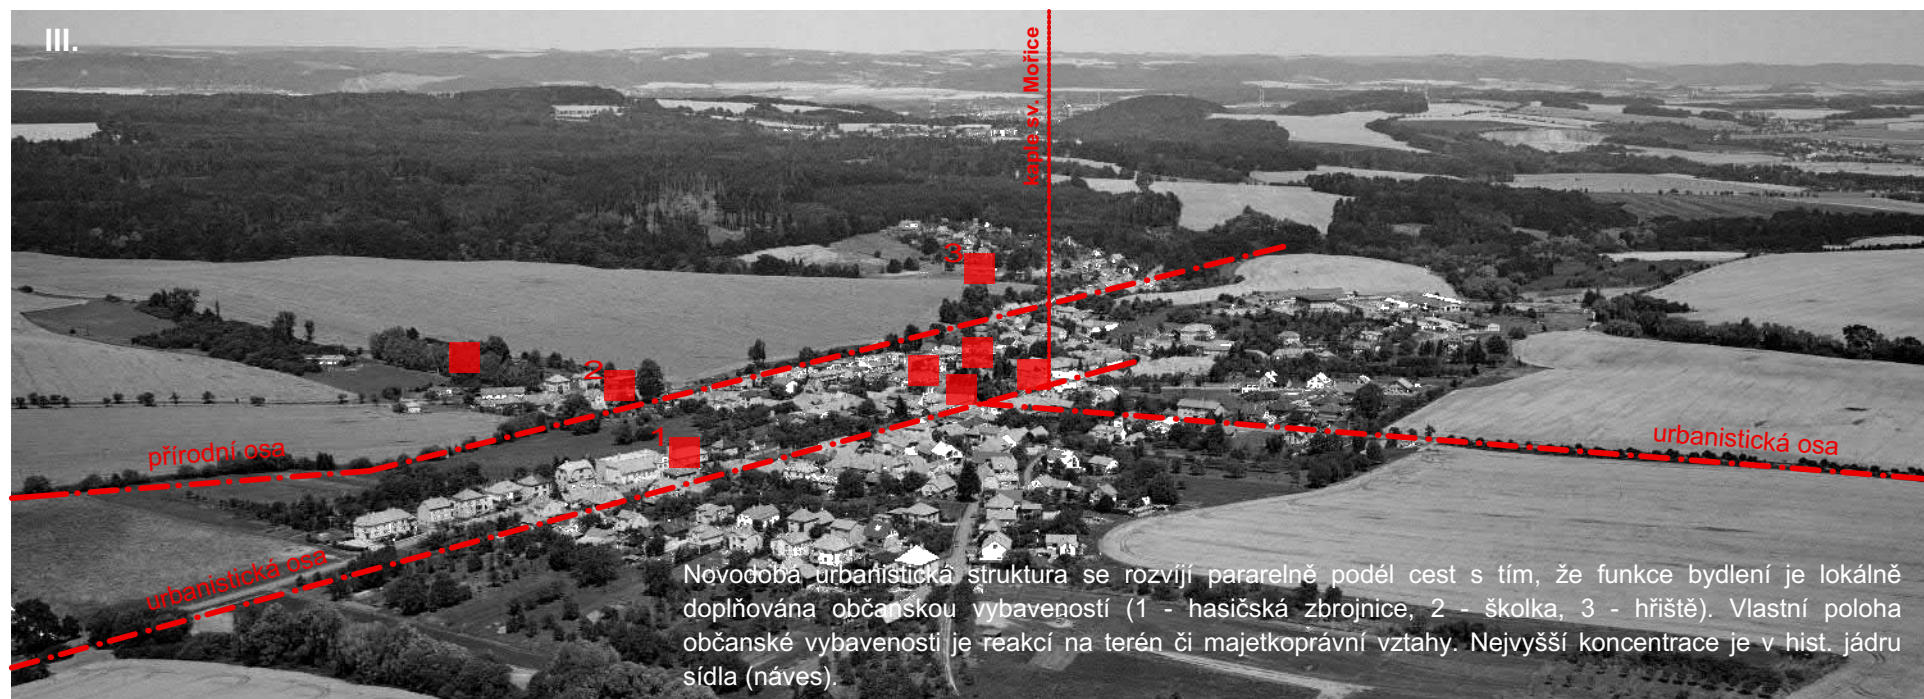 III.
kaple sv. Mořice
3
2
1
přírodní osa
urbanistická osa
urbanistická osa
Novodobá urbanistická struktura se rozvíjí pararelně podél cest s tím, že funkce bydlení je lokálně
doplňována občanskou vybaveností (1 - hasičská zbrojnice, 2 - školka, 3 - hřiště). Vlastní poloha
občanské vybavenosti je reakcí na terén či majetkoprávní vztahy. Nejvyšší koncentrace je v hist. jádru
sídla (náves).